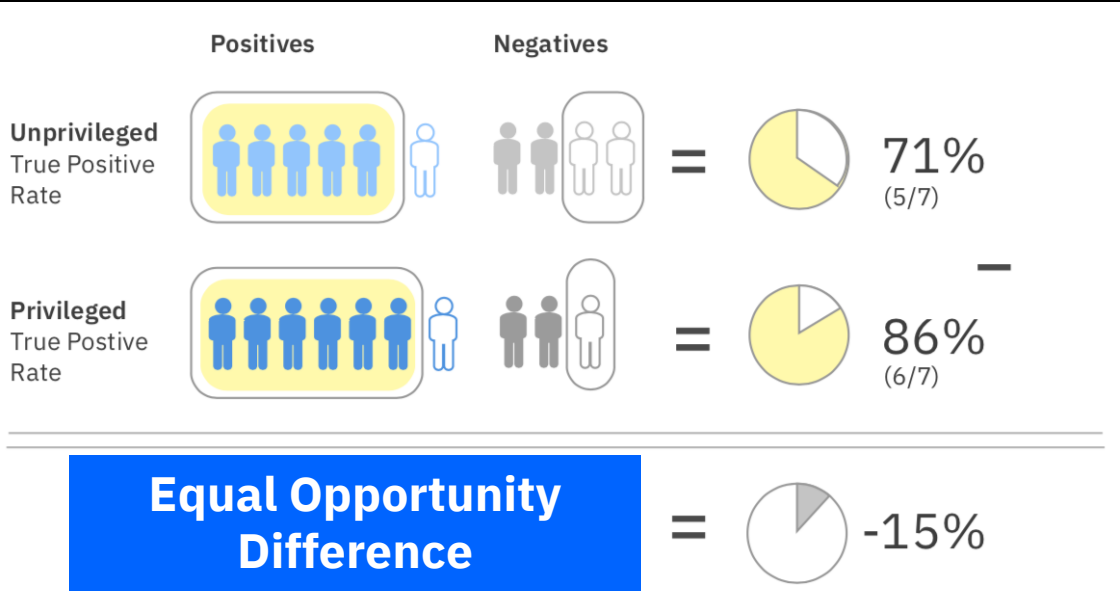 Positives
Negatives
Unprivileged
True Positive
Rate
=
71%
(5/7)
–
Privileged
True Postive
Rate
=
86%
(6/7)
Equal Opportunity
Difference
=
-15%